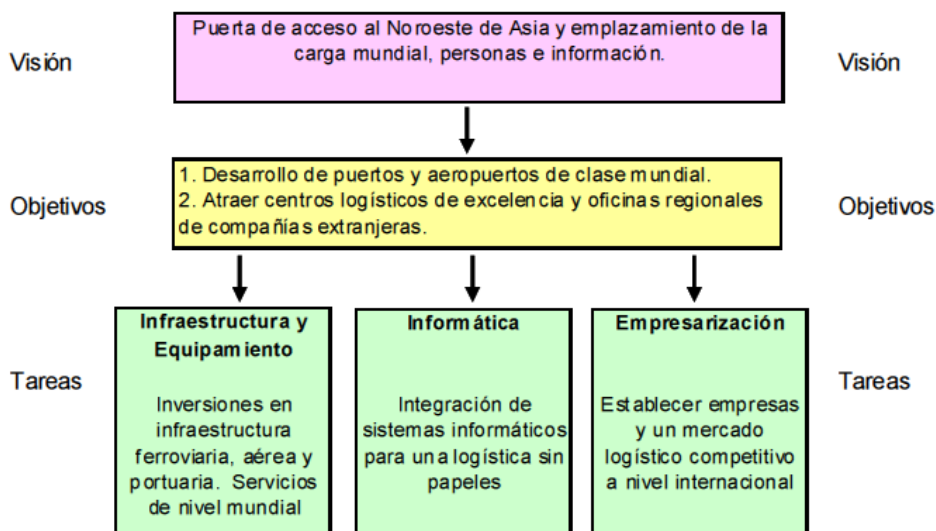 Puerta de acceso al Noroeste de Asia y emplazamiento de la
carga mundial, personas e información.
Visión
Visión
1. Desarrollo de puertos y aeropuertos de clase mundial.
2. Atraer centros logísticos de excelencia y oficinas regionales
de compañías extranjeras.
Objetivos
Objetivos
Infraestructura y
Equipamiento
Inversiones en
infraestructura
ferroviaria, aérea y
portuaria. Servicios
de nivel mundial
Informática
Integración de
sistemas informáticos
para una logística sin
papeles
Empresarización
Establecer empresas
y un mercado
logístico competitivo
a nivel internacional
Tareas
Tareas